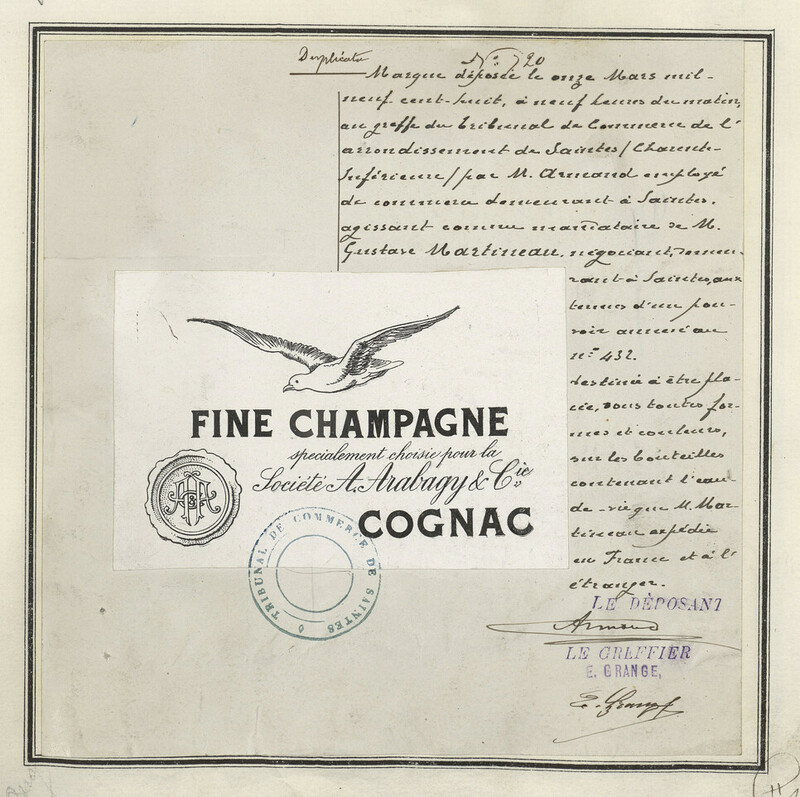 Duplicata
N° 720
Marque déposée le onze Mars mil-
neuf cent-huit, à neuf heures du matin,
au greffe du Tribunal de Commerce de l'
arrondissement de Saintes / Charente-
Inférieure / par M. Armand employé
de commerce demeurant à Saintes,
agissant comme mandataire de M.
Gustave Martineau, négociant, demeu-
rant à Saintes, aux
termes d'un pou-
voir annexé au
n° 432.
Destinée à être pla-
cée, sous toutes for-
mes et couleurs,
sur les bouteilles
contenant l'eau-
de-vie que M. Mar-
tineau expédie
en France et à l'
étranger.
FINE CHAMPAGNE
specialement choisie pour la
Société A. Arabagy & Cie.
COGNAC
TRIBUNAL DE COMMERCE DE SAINTES
LE DÉPOSANT
Armand
LE GREFFIER
E. GRANGE,
E. Grange